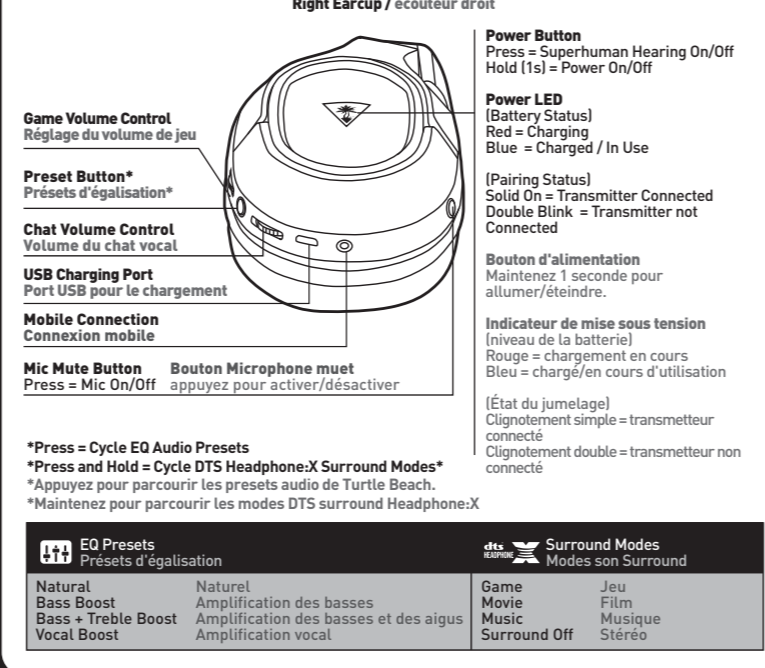 Right Earcup / écouteur droit
Game Volume Control
Réglage du volume de jeu
Preset Button*
Présets d'égalisation*
Chat Volume Control
Volume du chat vocal
USB Charging Port
Port USB pour le chargement
Mobile Connection
Connexion mobile
Mic Mute Button Bouton Microphone muet
Press = Mic On/Off appuyez pour activer/désactiver
Power Button
Press = Superhuman Hearing On/Off
Hold (1s) = Power On/Off
Power LED
(Battery Status)
Red = Charging
Blue = Charged / In Use
(Pairing Status)
Solid On = Transmitter Connected
Double Blink = Transmitter not
Connected
Bouton d'alimentation
Maintenez 1 seconde pour
allumer/éteindre.
Indicateur de mise sous tension
(niveau de la batterie)
Rouge = chargement en cours
Bleu = chargé/en cours d'utilisation
(État du jumelage)
Clignotement simple = transmetteur
connecté
Clignotement double = transmetteur non
connecté
*Press = Cycle EQ Audio Presets
*Press and Hold = Cycle DTS Headphone:X Surround Modes*
*Appuyez pour parcourir les presets audio de Turtle Beach.
*Maintenez pour parcourir les modes DTS surround Headphone:X
EQ Presets
Présets d'égalisation
Natural Naturel
Bass Boost Amplification des basses
Bass + Treble Boost Amplification des basses et des aigus
Vocal Boost Amplification vocal
dts HEADPHONE X Surround Modes
Modes son Surround
Game Jeu
Movie Film
Music Musique
Surround Off Stéréo